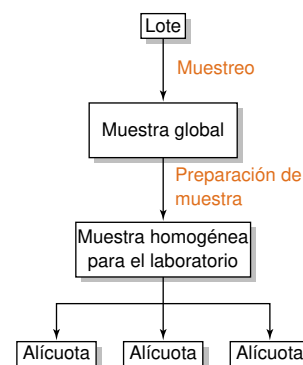 Lote
Muestreo
Muestra global
Preparación de
muestra
Muestra homogénea
para el laboratorio
Alícuota
Alícuota
Alícuota